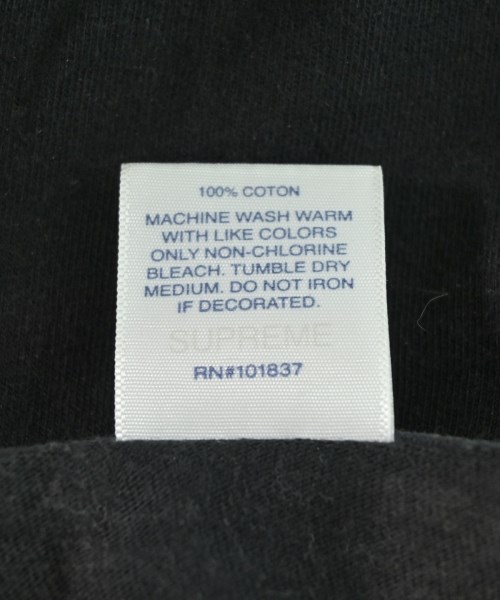 100% COTON
MACHINE WASH WARM
WITH LIKE COLORS
ONLY NON-CHLORINE
BLEACH. TUMBLE DRY
MEDIUM. DO NOT IRON
IF DECORATED.
SUPREME
RN#101837